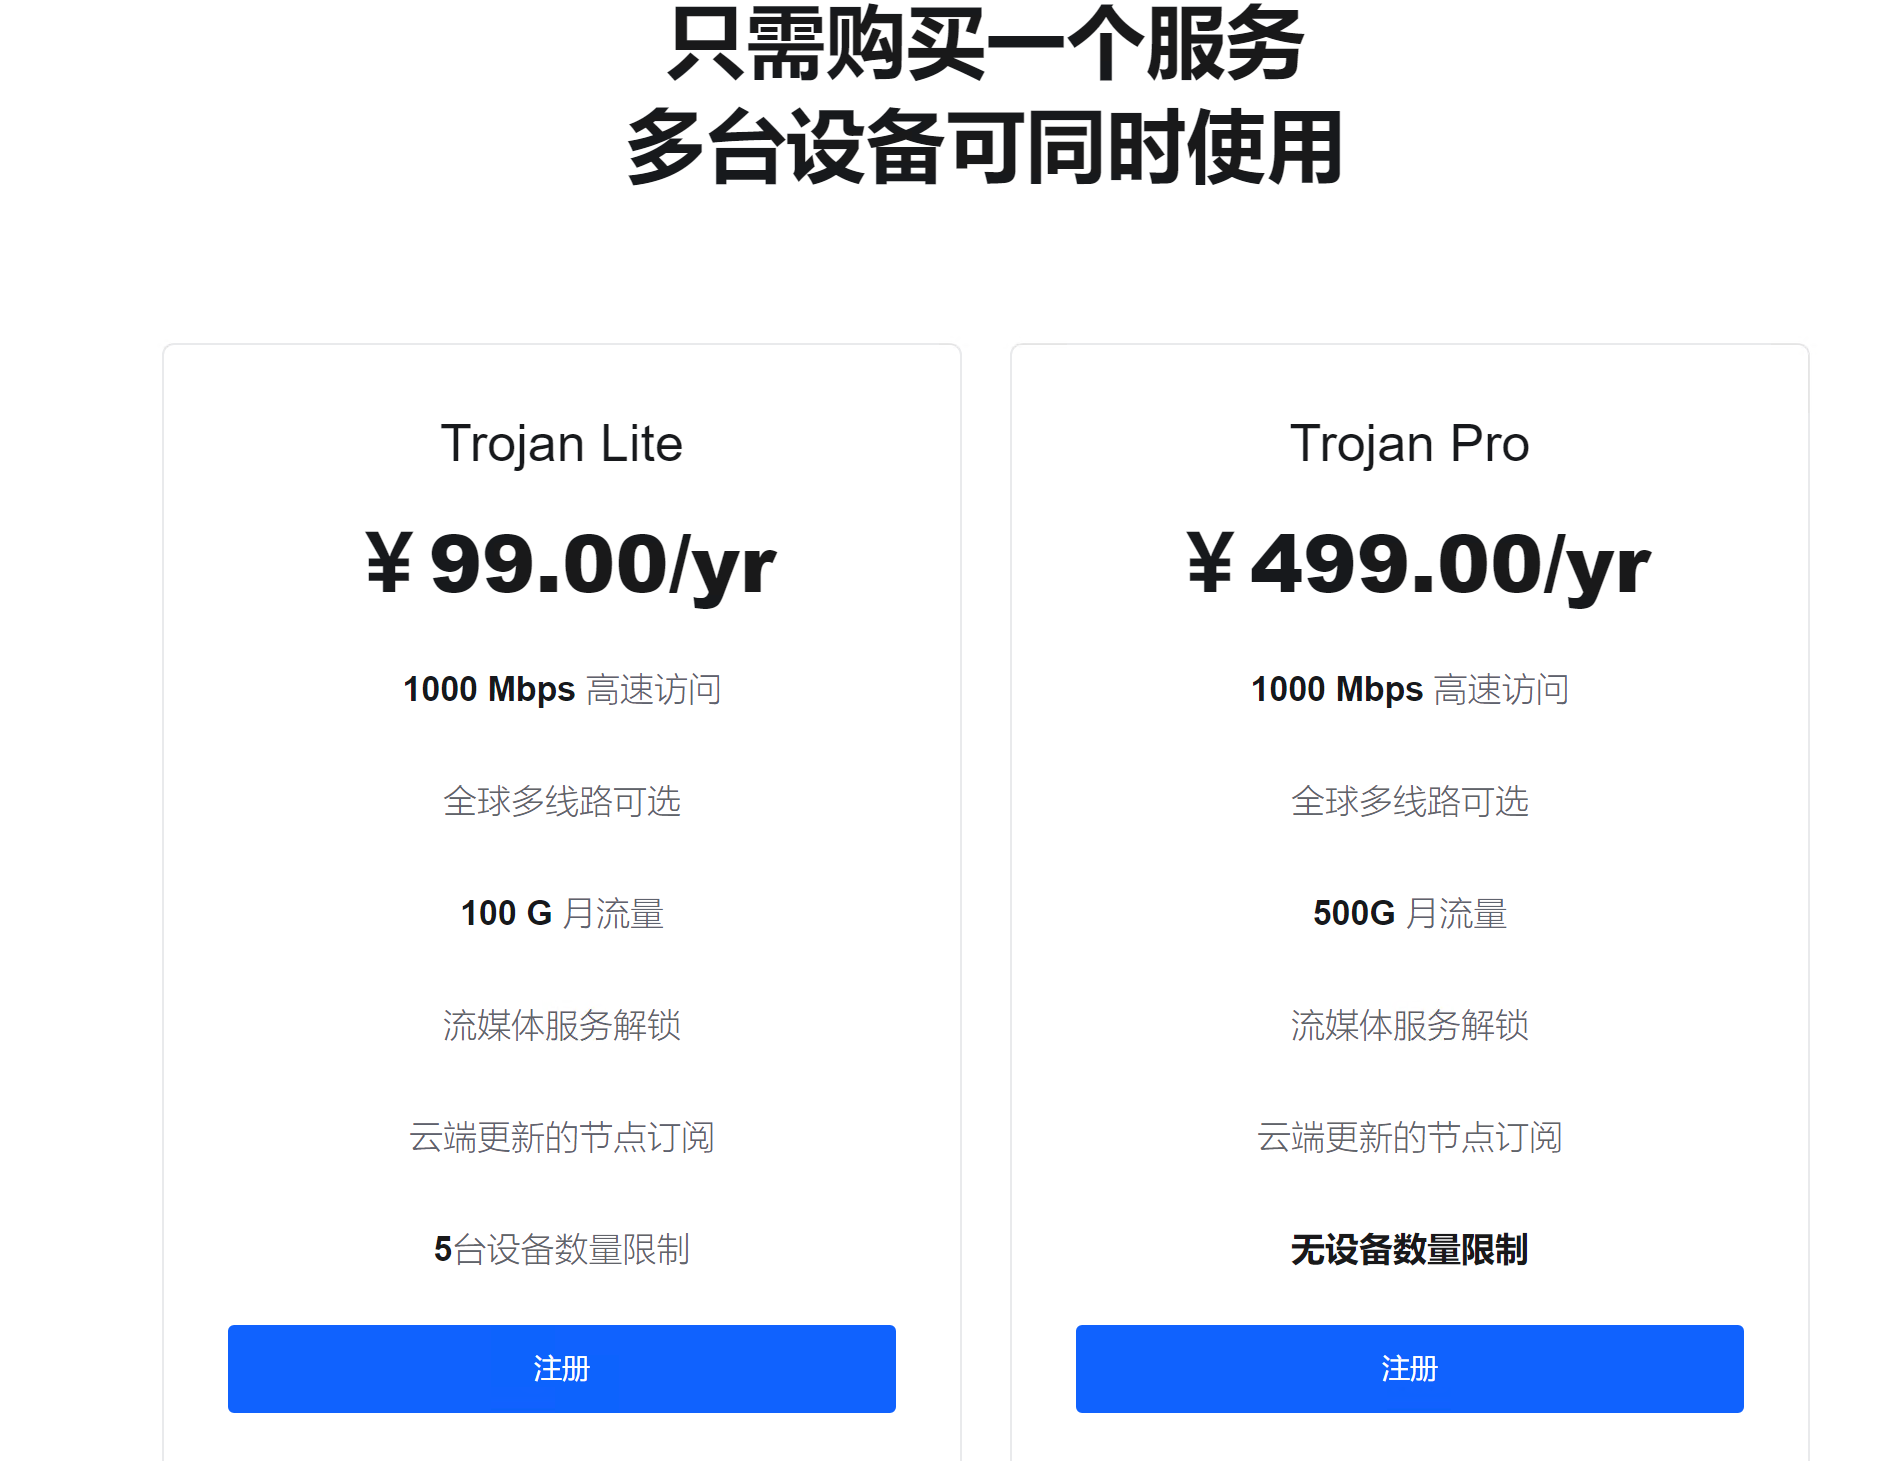 只需购买一个服务
多台设备可同时使用
Trojan Lite
¥99.00/yr
1000 Mbps 高速访问
全球多线路可选
100 G 月流量
流媒体服务解锁
云端更新的节点订阅
5台设备数量限制
注册
Trojan Pro
¥499.00/yr
1000 Mbps 高速访问
全球多线路可选
500G 月流量
流媒体服务解锁
云端更新的节点订阅
无设备数量限制
注册